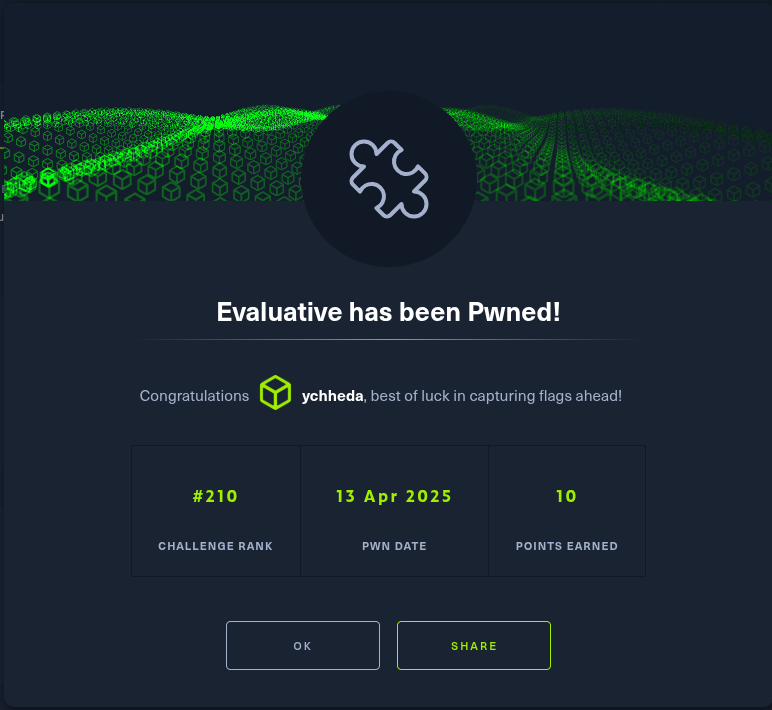 Evaluative has been Pwned!
Congratulations ychheda, best of luck in capturing flags ahead!
#210 13 Apr 2025 10
CHALLENGE RANK PWN DATE POINTS EARNED
OK SHARE